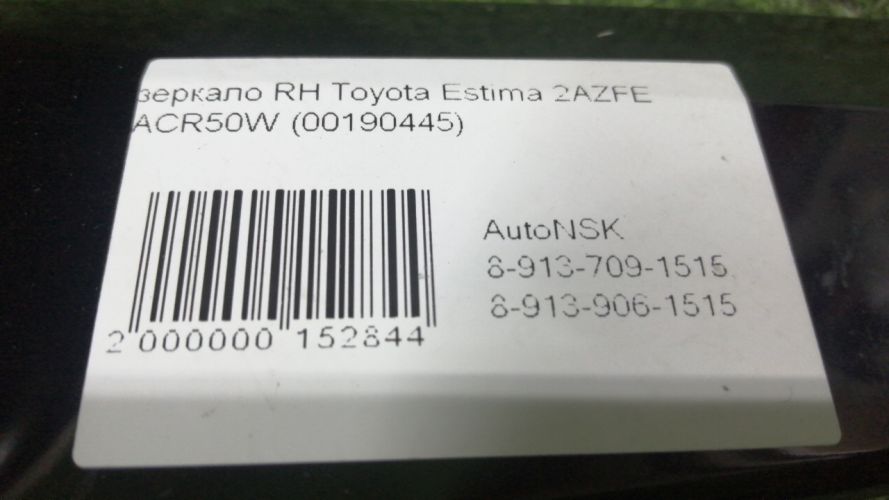 зеркало RH Toyota Estima 2AZFE
ACR50W (00190445)
AutoNSK
8-913-709-1515
8-913-906-1515
2 000000 152844